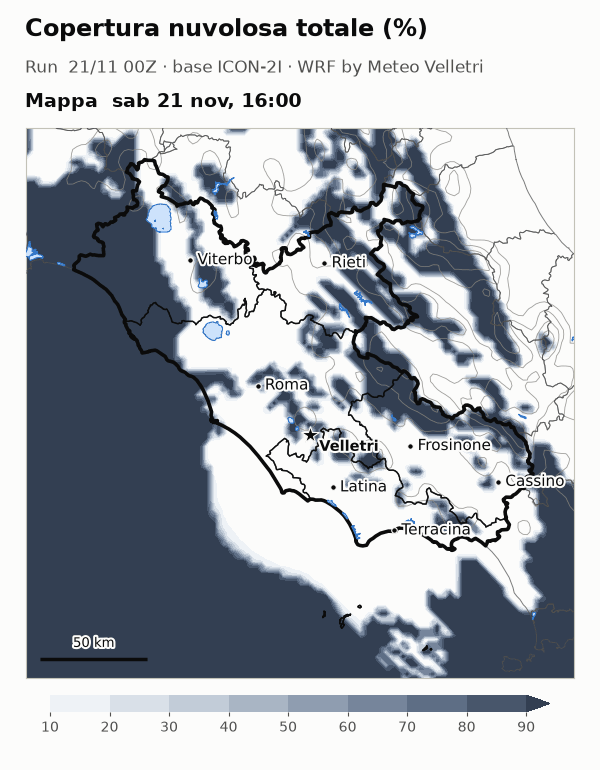 Copertura nuvolosa totale (%)
Run 21/11 00Z · base ICON-2I · WRF by Meteo Velletri
Mappa sab 21 nov, 16:00
Viterbo
Rieti
Roma
Velletri
Frosinone
Latina
Cassino
Terracina
50 km
10 20 30 40 50 60 70 80 90